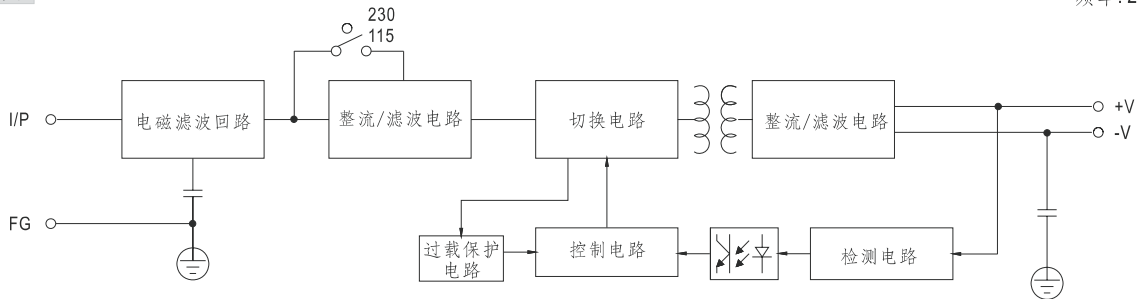 230
115
I/P
电磁滤波回路
整流/滤波电路
切换电路
整流/滤波电路
+V
-V
FG
过载保护
电路
控制电路
检测电路